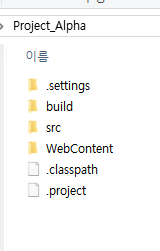 Project_Alpha
이름
.settings
build
src
WebContent
.classpath
.project